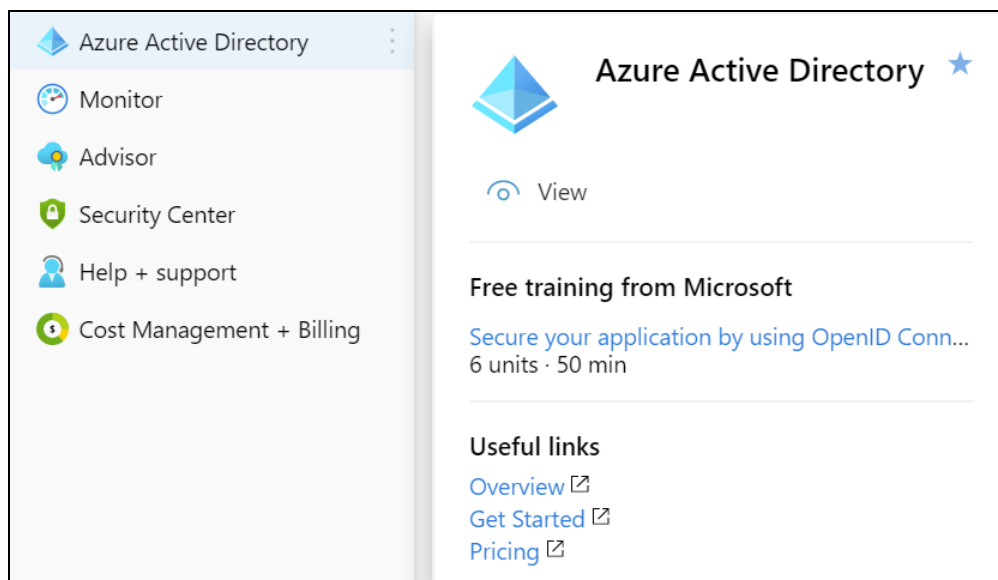 Azure Active Directory
Monitor
Advisor
Security Center
Help + support
Cost Management + Billing
Azure Active Directory
View
Free training from Microsoft
Secure your application by using OpenID Conn...
6 units · 50 min
Useful links
Overview
Get Started
Pricing